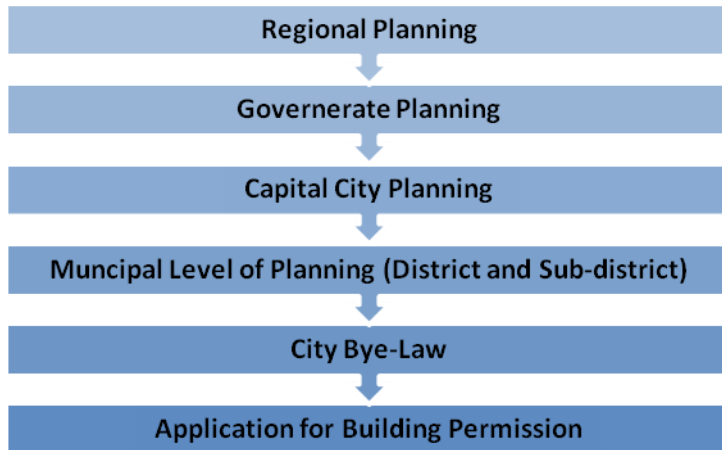 Regional Planning
Governerate Planning
Capital City Planning
Muncipal Level of Planning (District and Sub-district)
City Bye-Law
Application for Building Permission